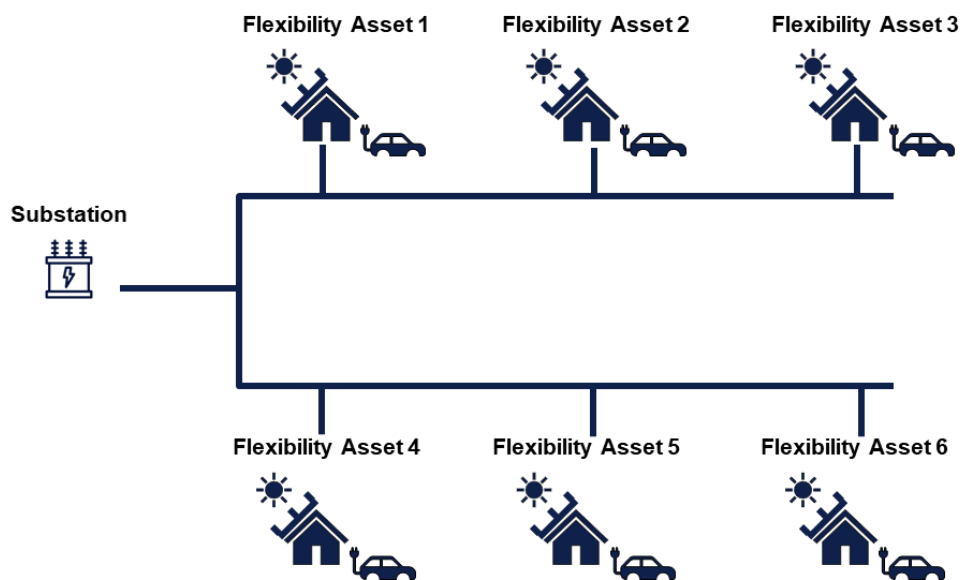 Flexibility Asset 1
Flexibility Asset 2
Flexibility Asset 3
Substation
Flexibility Asset 4
Flexibility Asset 5
Flexibility Asset 6